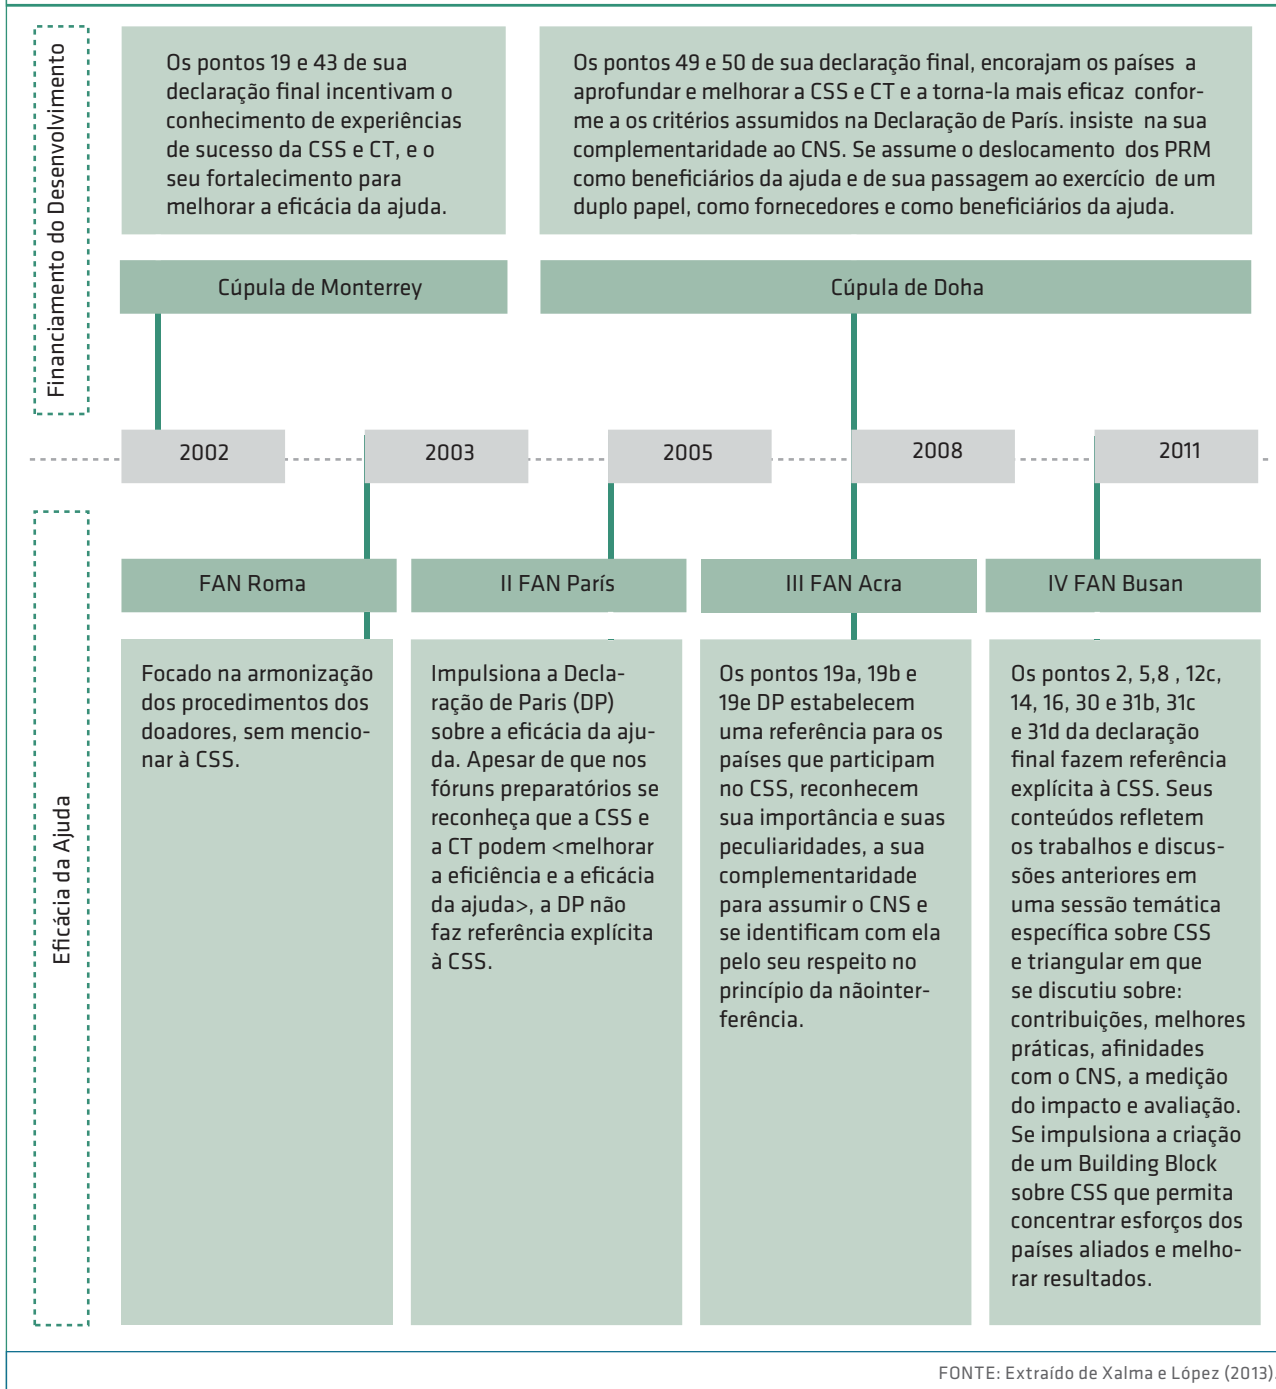 Financiamento do Desenvolvimento
Os pontos 19 e 43 de sua
declaração final incentivam o
conhecimento de experiências
de sucesso da CSS e CT, e o
seu fortalecimento para
melhorar a eficácia da ajuda.
Os pontos 49 e 50 de sua declaração final, encorajam os países a
aprofundar e melhorar a CSS e CT e a torna-la mais eficaz confor-
me a os critérios assumidos na Declaração de París. insiste na sua
complementaridade ao CNS. Se assume o deslocamento dos PRM
como beneficiários da ajuda e de sua passagem ao exercício de um
duplo papel, como fornecedores e como beneficiários da ajuda.
Cúpula de Monterrey
Cúpula de Doha
2002
2003
2005
2008
2011
Eficácia da Ajuda
FAN Roma
Focado na armonização
dos procedimentos dos
doadores, sem mencio-
nar à CSS.
II FAN París
Impulsiona a Decla-
ração de Paris (DP)
sobre a eficácia da aju-
da. Apesar de que nos
fóruns preparatórios se
reconheça que a CSS e
a CT podem <melhorar
a eficiência e a eficácia
da ajuda>, a DP não
faz referência explícita
à CSS.
III FAN Acra
Os pontos 19a, 19b e
19e DP estabelecem
uma referência para os
países que participam
no CSS, reconhecem
sua importância e suas
peculiaridades, a sua
complementaridade
para assumir o CNS e
se identificam com ela
pelo seu respeito no
princípio da nãointer-
ferência.
IV FAN Busan
Os pontos 2, 5,8 , 12c,
14, 16, 30 e 31b, 31c
e 31d da declaração
final fazem referência
explícita à CSS. Seus
conteúdos refletem
os trabalhos e discus-
sões anteriores em
uma sessão temática
específica sobre CSS
e triangular em que
se discutiu sobre:
contribuições, melhores
práticas, afinidades
com o CNS, a medição
do impacto e avaliação.
Se impulsiona a criação
de um Building Block
sobre CSS que permita
concentrar esforços dos
países aliados e melho-
rar resultados.
FONTE: Extraído de Xalma e López (2013).